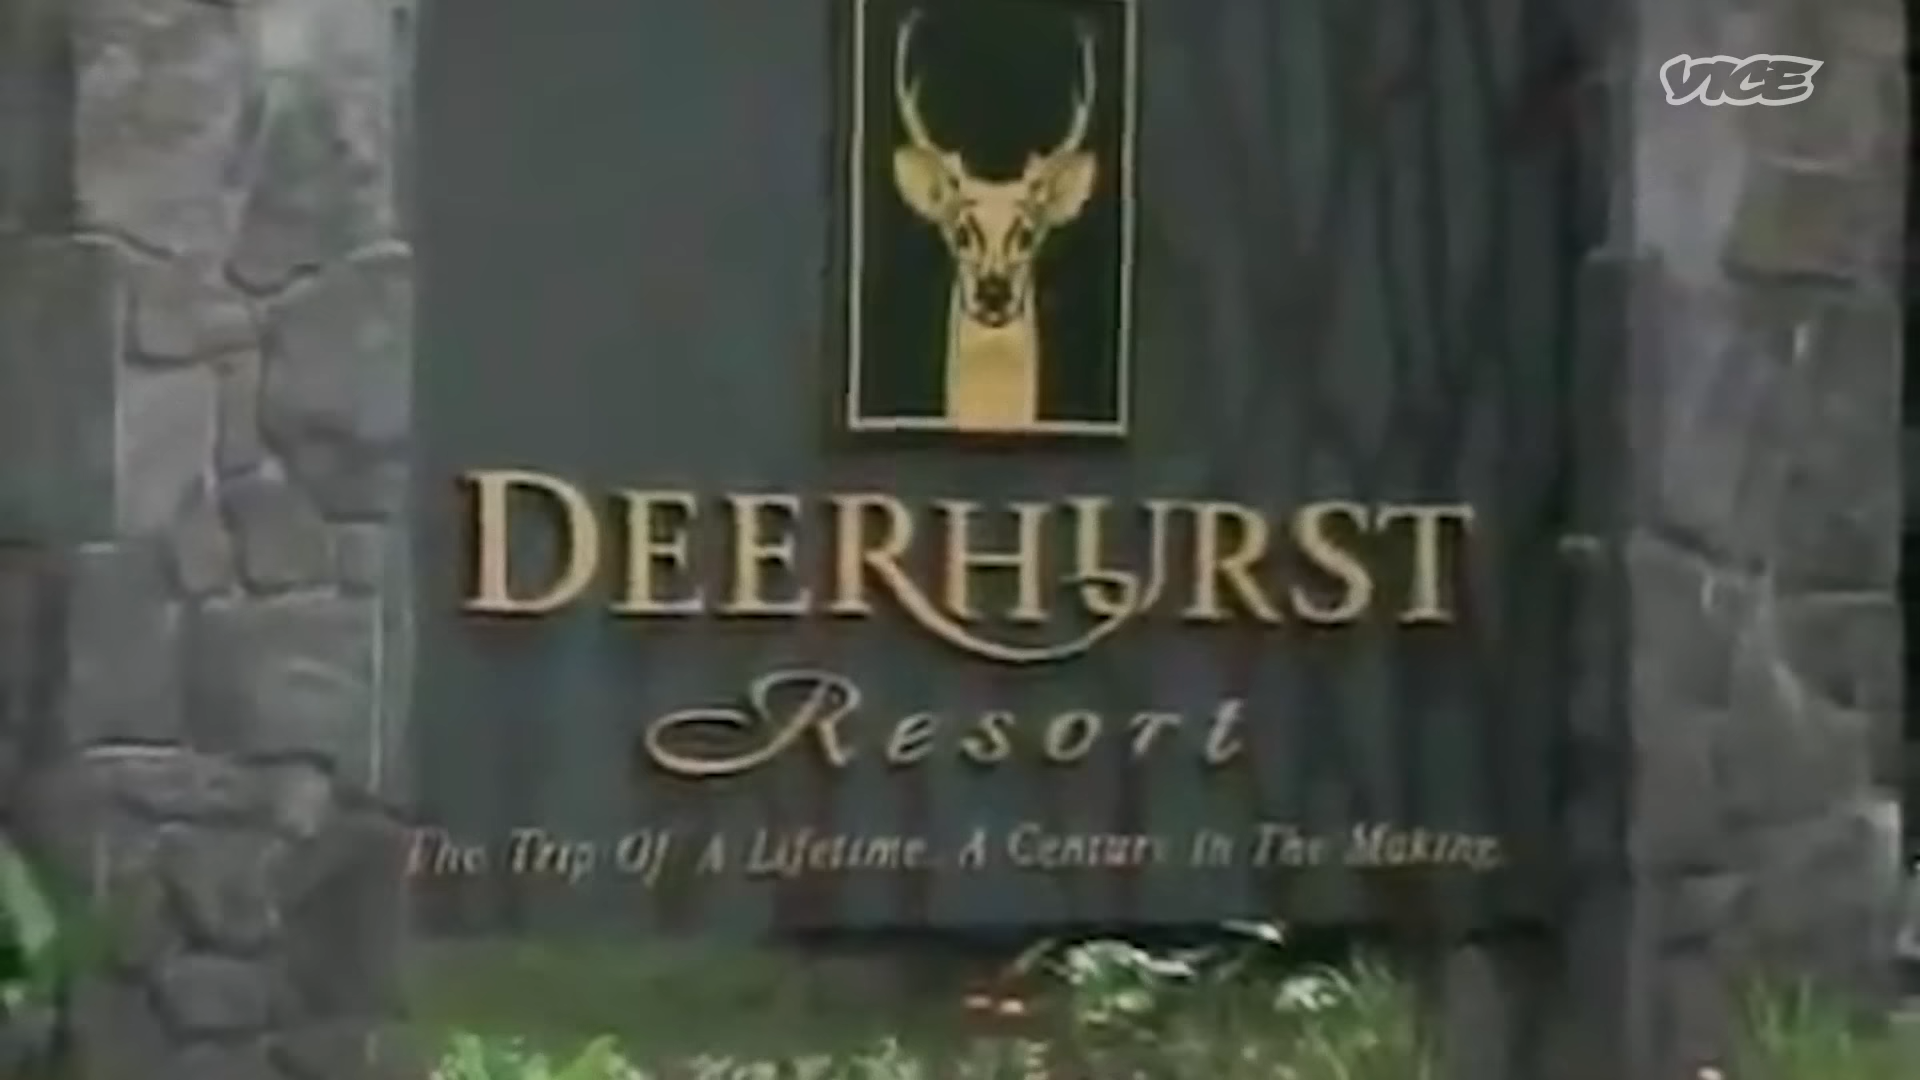 VICE
DEERHURST
Resort
The Trip Of A Lifetime. A Century In The Making.